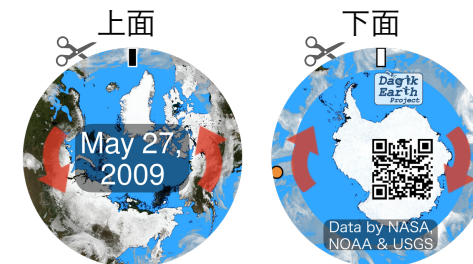 上面
下面
May 27,
2009
Dagik
Earth
Project
Data by NASA,
NOAA & USGS